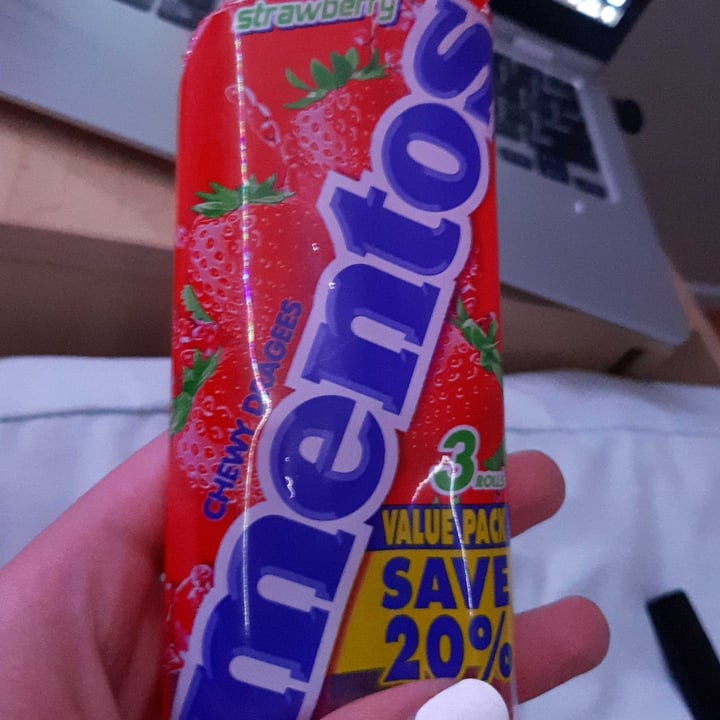 strawberry
mentos
CHEWY DRAGEES
3
ROLLS
VALUE PACK
SAVE
20%